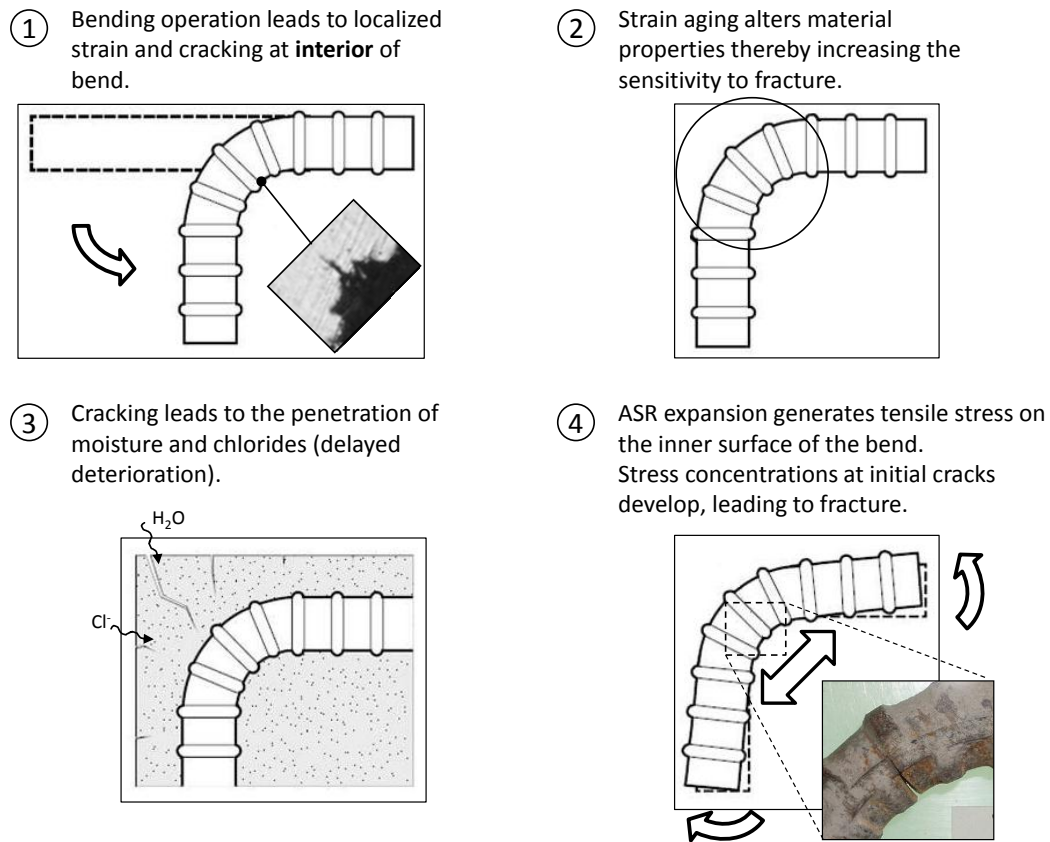 1
Bending operation leads to localized
strain and cracking at interior of
bend.
2
Strain aging alters material
properties thereby increasing the
sensitivity to fracture.
3
Cracking leads to the penetration of
moisture and chlorides (delayed
deterioration).
H₂O
Cl⁻
4
ASR expansion generates tensile stress on
the inner surface of the bend.
Stress concentrations at initial cracks
develop, leading to fracture.